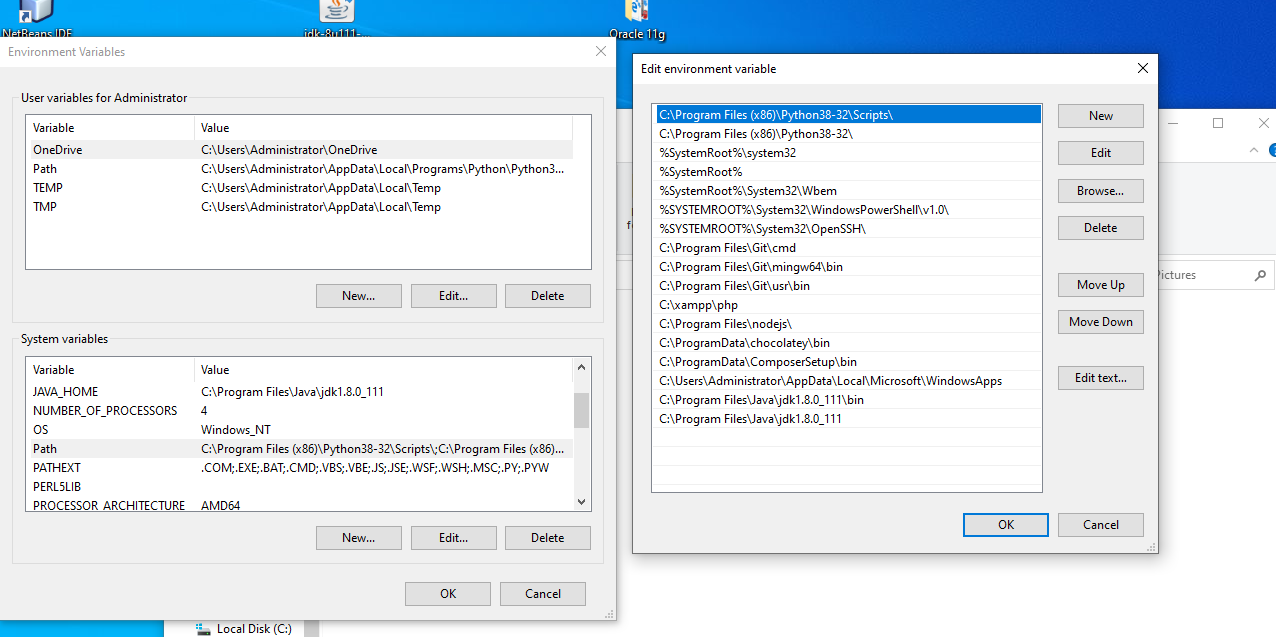 NetBeans IDE
jdk-8u111-...
Oracle 11g
Environment Variables
User variables for Administrator
Variable Value
OneDrive C:\Users\Administrator\OneDrive
Path C:\Users\Administrator\AppData\Local\Programs\Python\Python3...
TEMP C:\Users\Administrator\AppData\Local\Temp
TMP C:\Users\Administrator\AppData\Local\Temp
New... Edit... Delete
System variables
Variable Value
JAVA_HOME C:\Program Files\Java\jdk1.8.0_111
NUMBER_OF_PROCESSORS 4
OS Windows_NT
Path C:\Program Files (x86)\Python38-32\Scripts\;C:\Program Files (x86)...
PATHEXT .COM;.EXE;.BAT;.CMD;.VBS;.VBE;.JS;.JSE;.WSF;.WSH;.MSC;.PY;.PYW
PERL5LIB
PROCESSOR_ARCHITECTURE AMD64
New... Edit... Delete
OK Cancel
Local Disk (C:)
Edit environment variable
C:\Program Files (x86)\Python38-32\Scripts\
C:\Program Files (x86)\Python38-32\
%SystemRoot%\system32
%SystemRoot%
%SystemRoot%\System32\Wbem
%SYSTEMROOT%\System32\WindowsPowerShell\v1.0\
%SYSTEMROOT%\System32\OpenSSH\
C:\Program Files\Git\cmd
C:\Program Files\Git\mingw64\bin
C:\Program Files\Git\usr\bin
C:\xampp\php
C:\Program Files\nodejs\
C:\ProgramData\chocolatey\bin
C:\ProgramData\ComposerSetup\bin
C:\Users\Administrator\AppData\Local\Microsoft\WindowsApps
C:\Program Files\Java\jdk1.8.0_111\bin
C:\Program Files\Java\jdk1.8.0_111
New
Edit
Browse...
Delete
Move Up
Move Down
Edit text...
OK Cancel
Pictures